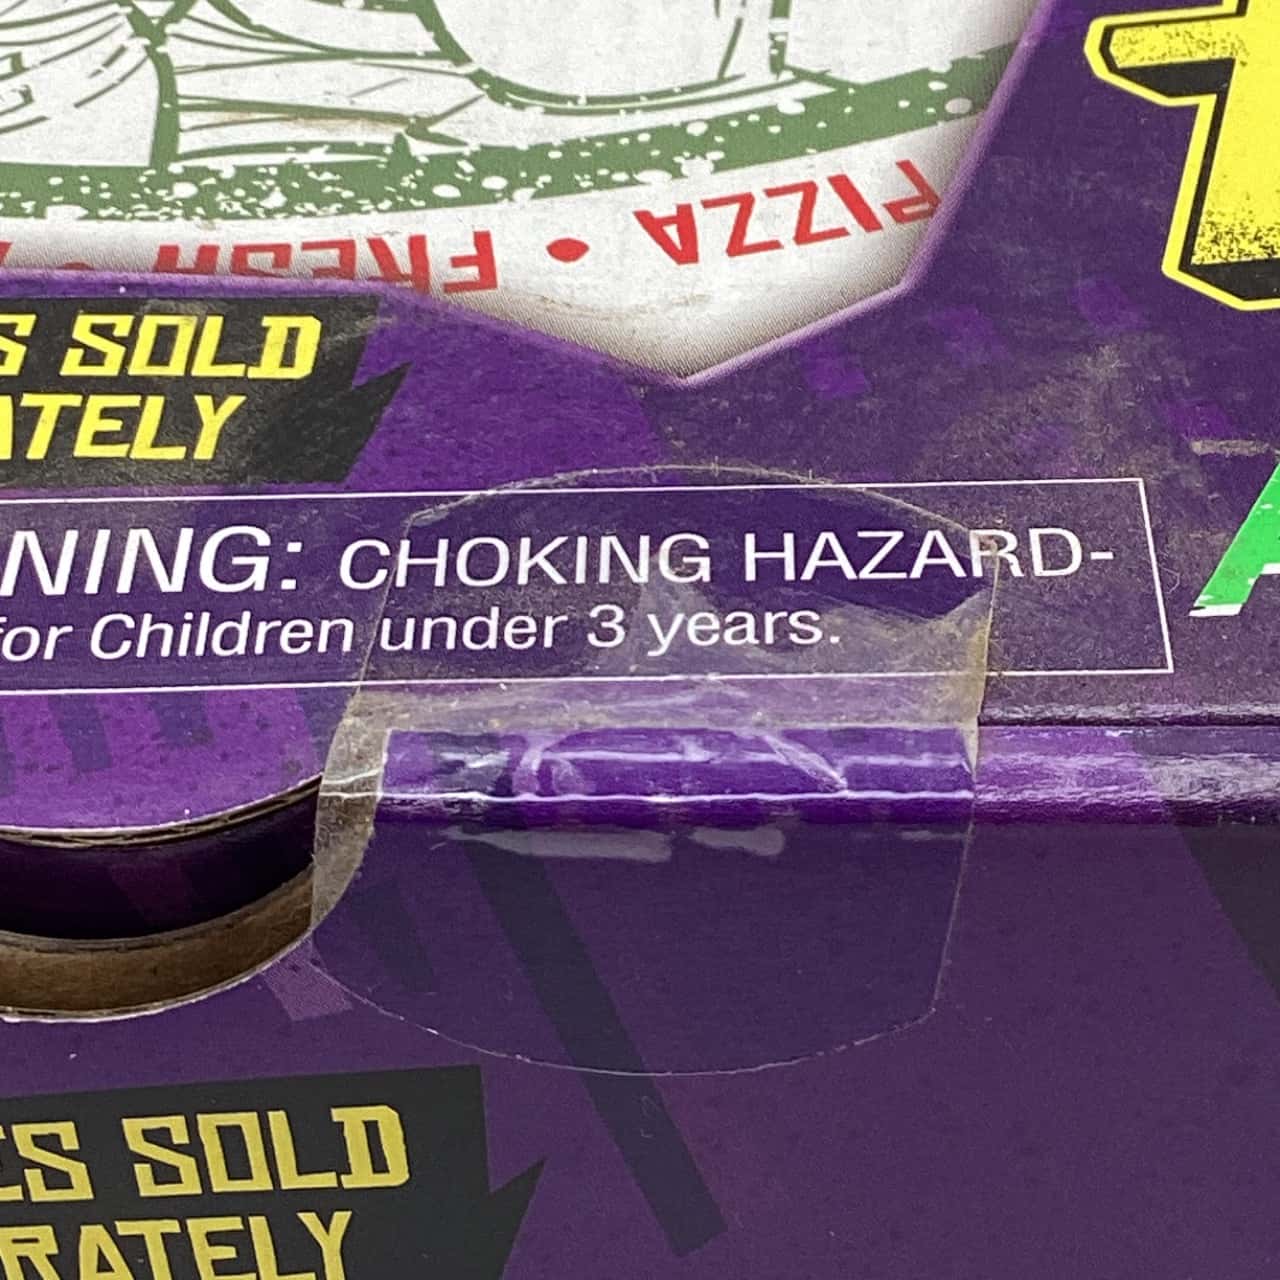 PIZZA • FRESH •
S SOLD
ATELY
NING: CHOKING HAZARD-
for Children under 3 years.
ES SOLD
RATELY